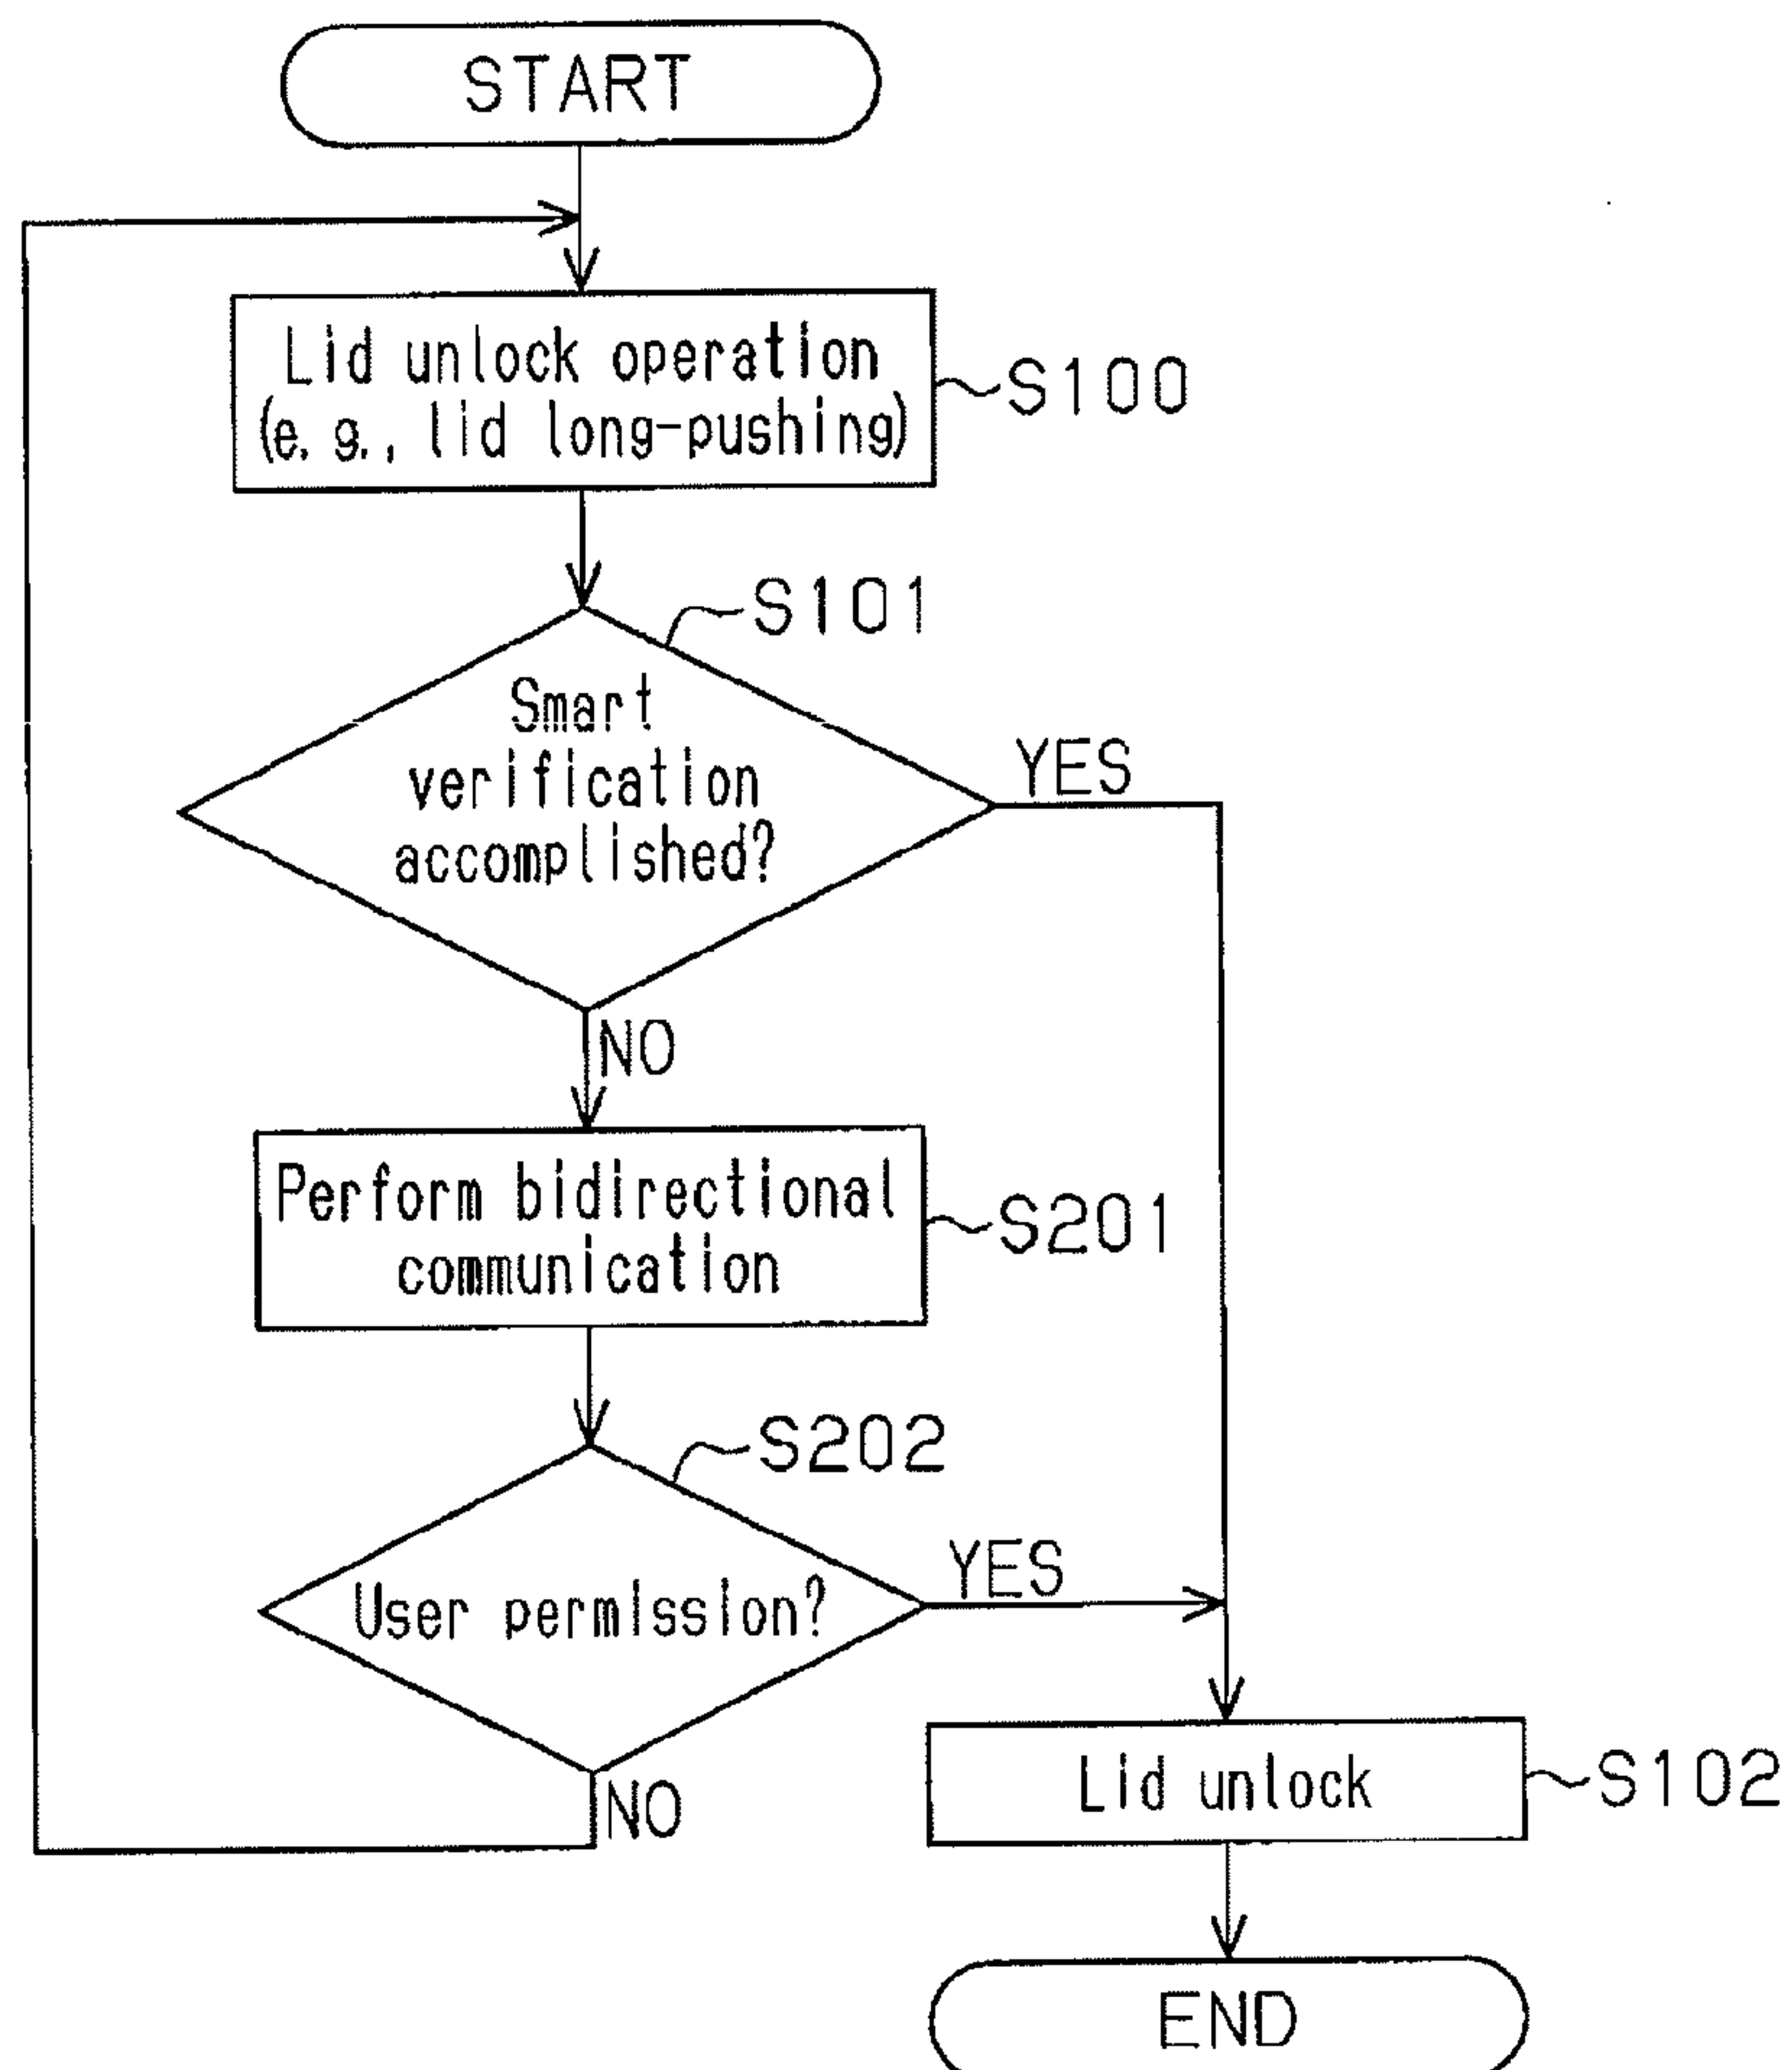 START
Lid unlock operation
(e.g., lid long-pushing)
S100
S101
Smart
verification
accomplished?
YES
NO
Perform bidirectional
communication
S201
S202
User permission?
YES
NO
Lid unlock
S102
END